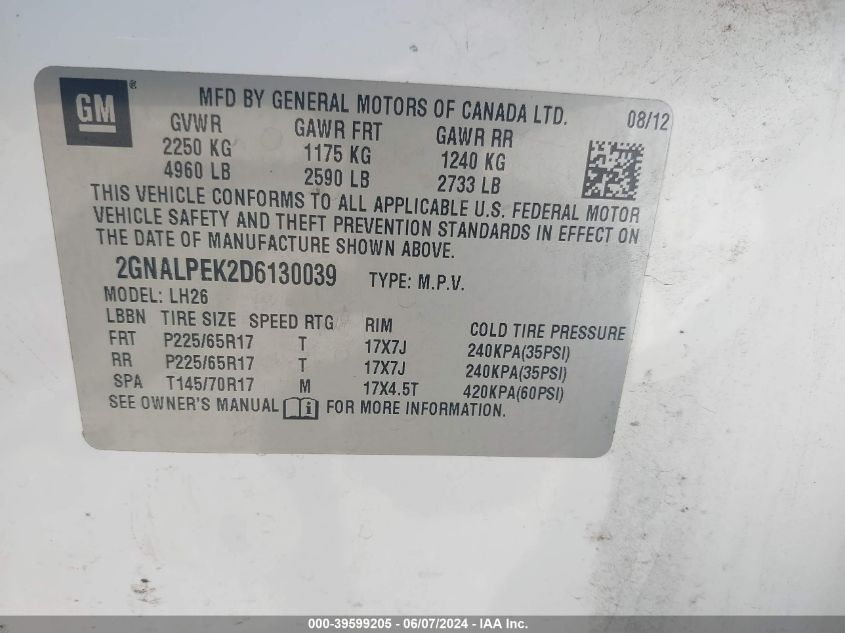 GM®
MFD BY GENERAL MOTORS OF CANADA LTD. 08/12
GVWR GAWR FRT GAWR RR
2250 KG 1175 KG 1240 KG
4960 LB 2590 LB 2733 LB
THIS VEHICLE CONFORMS TO ALL APPLICABLE U.S. FEDERAL MOTOR
VEHICLE SAFETY AND THEFT PREVENTION STANDARDS IN EFFECT ON
THE DATE OF MANUFACTURE SHOWN ABOVE.
2GNALPEK2D6130039 TYPE: M.P.V.
MODEL: LH26
LBBN TIRE SIZE SPEED RTG RIM COLD TIRE PRESSURE
FRT P225/65R17 T 17X7J 240KPA(35PSI)
RR P225/65R17 T 17X7J 240KPA(35PSI)
SPA T145/70R17 M 17X4.5T 420KPA(60PSI)
SEE OWNER'S MANUAL i FOR MORE INFORMATION.
000-39599205 - 06/07/2024 - IAA Inc.